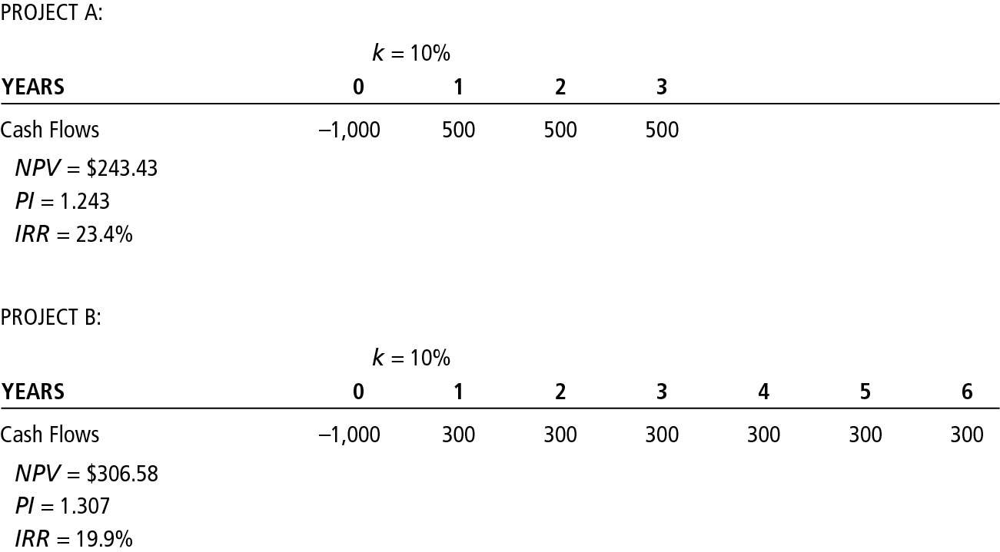 PROJECT A:
k = 10%
YEARS 0 1 2 3
Cash Flows –1,000 500 500 500
NPV = $243.43
PI = 1.243
IRR = 23.4%
PROJECT B:
k = 10%
YEARS 0 1 2 3 4 5 6
Cash Flows –1,000 300 300 300 300 300 300
NPV = $306.58
PI = 1.307
IRR = 19.9%